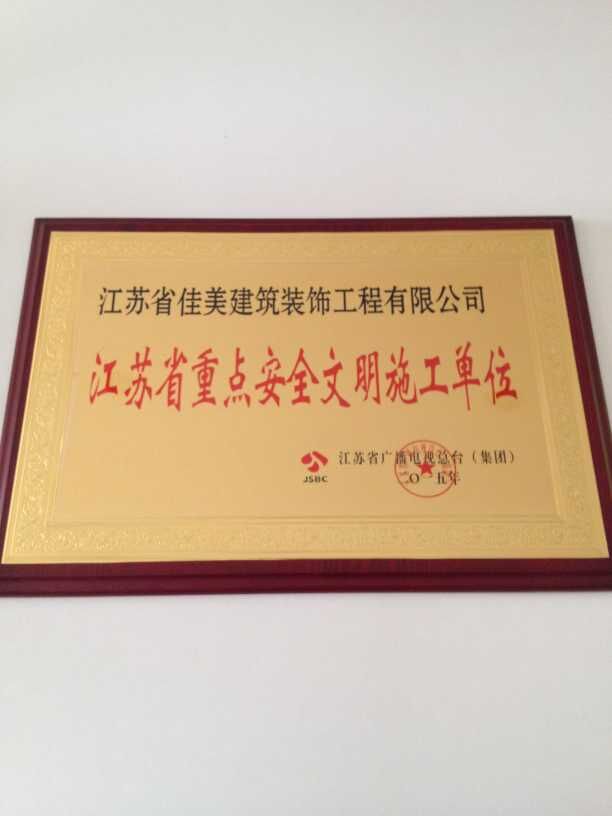 江苏省佳美建筑装饰工程有限公司
江苏省重点安全文明施工单位
JSBC
江苏省广播电视总台（集团）
二〇一五年